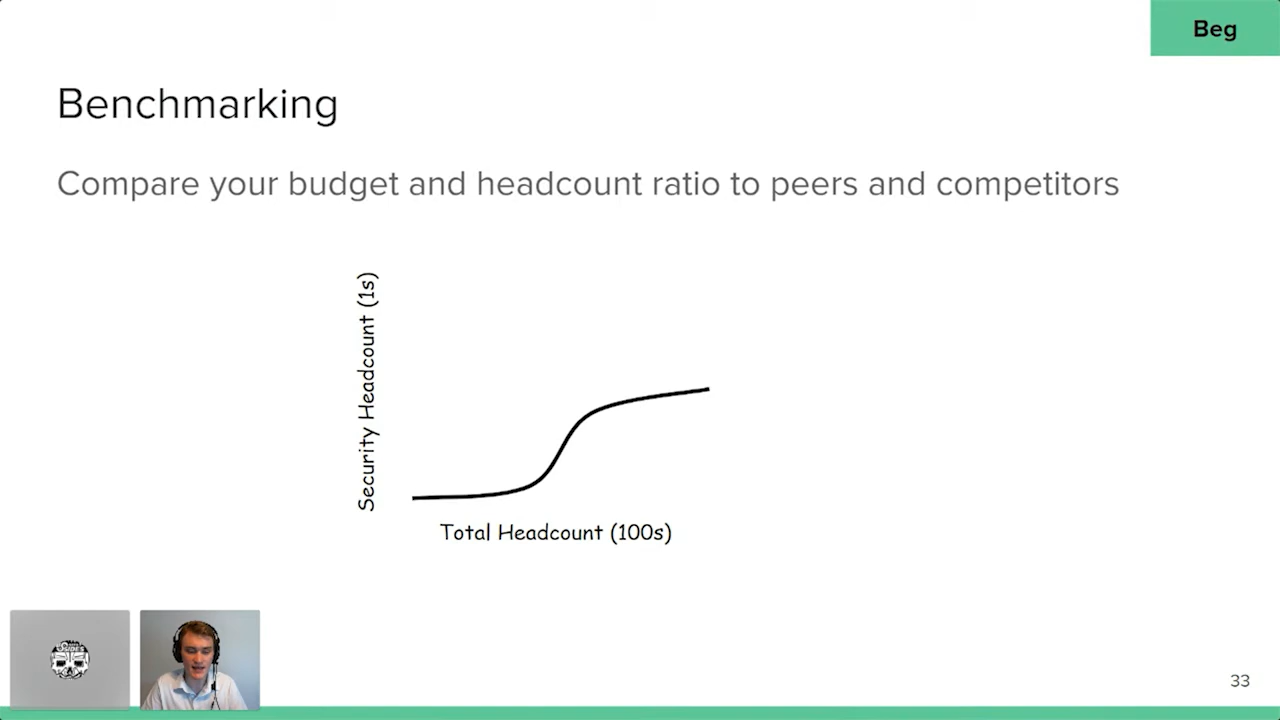 Beg
Benchmarking
Compare your budget and headcount ratio to peers and competitors
Security Headcount (1s)
Total Headcount (100s)
33